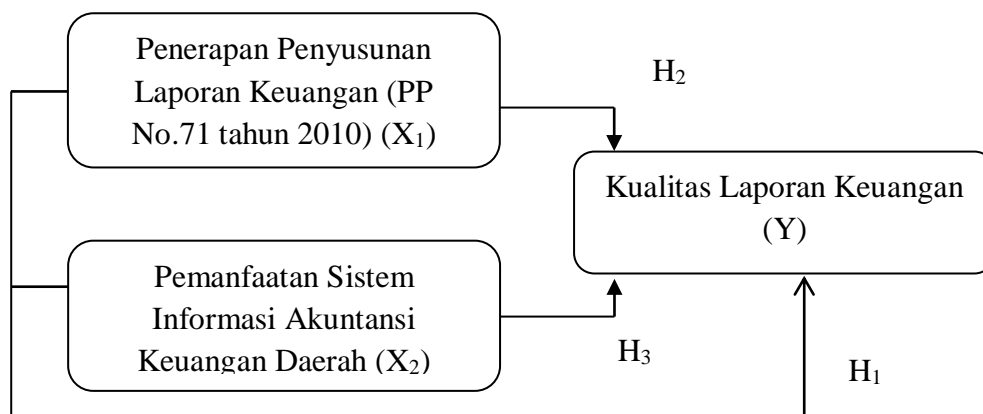 Penerapan Penyusunan
Laporan Keuangan (PP
No.71 tahun 2010) (X₁)
H₂
Kualitas Laporan Keuangan
(Y)
Pemanfaatan Sistem
Informasi Akuntansi
Keuangan Daerah (X₂)
H₃
H₁